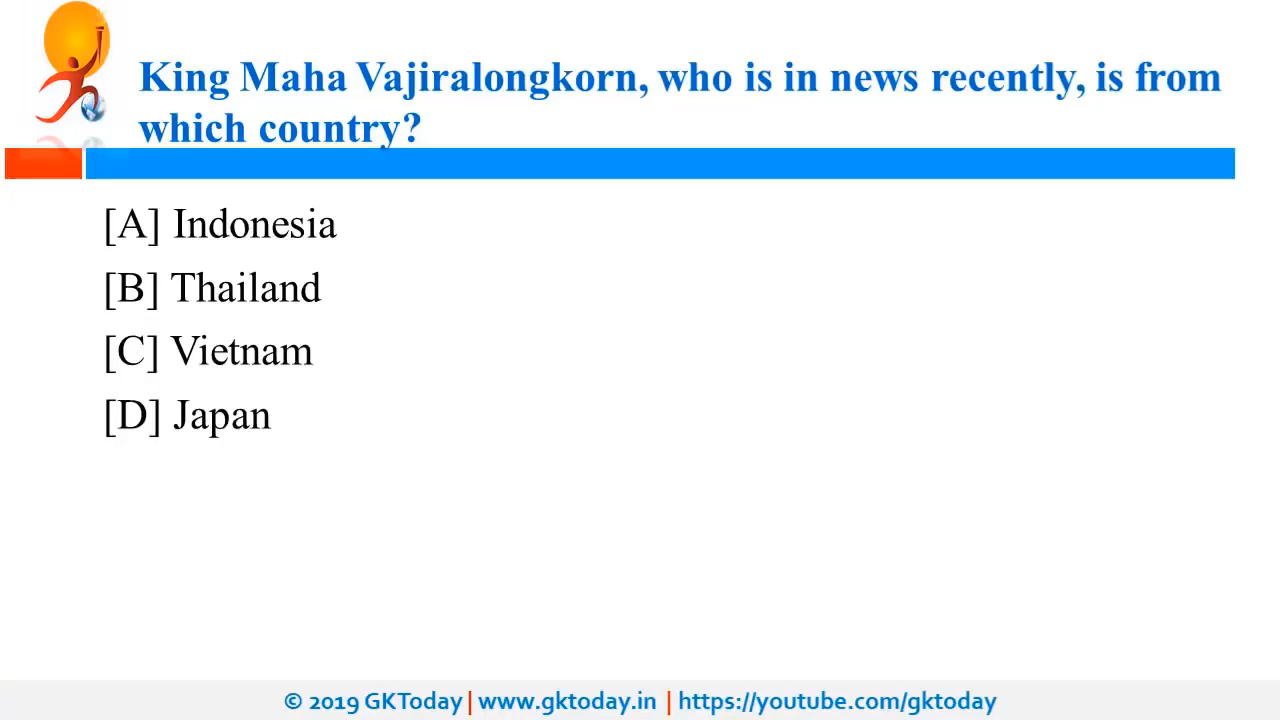 King Maha Vajiralongkorn, who is in news recently, is from
which country?
[A] Indonesia
[B] Thailand
[C] Vietnam
[D] Japan
© 2019 GKToday | www.gktoday.in | https://youtube.com/gktoday